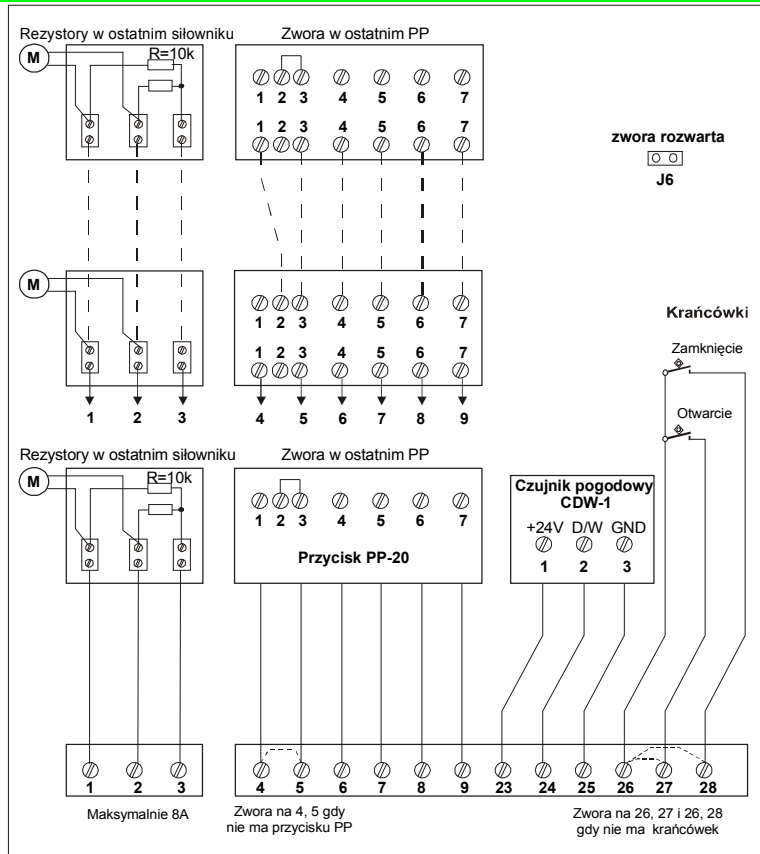 Rezystory w ostatnim siłowniku
Zwora w ostatnim PP
M
R=10k
1 2 3 4 5 6 7
1 2 3 4 5 6 7
zwora rozwarta
J6
M
1 2 3 4 5 6 7
1 2 3 4 5 6 7
Krańcówki
Zamknięcie
Otwarcie
1 2 3
4 5 6 7 8 9
Rezystory w ostatnim siłowniku
Zwora w ostatnim PP
M
R=10k
1 2 3 4 5 6 7
Przycisk PP-20
Czujnik pogodowy
CDW-1
+24V D/W GND
1 2 3
1 2 3
4 5 6 7 8 9 23 24 25 26 27 28
Maksymalnie 8A
Zwora na 4, 5 gdy
nie ma przycisku PP
Zwora na 26, 27 i 26, 28
gdy nie ma krańcówek